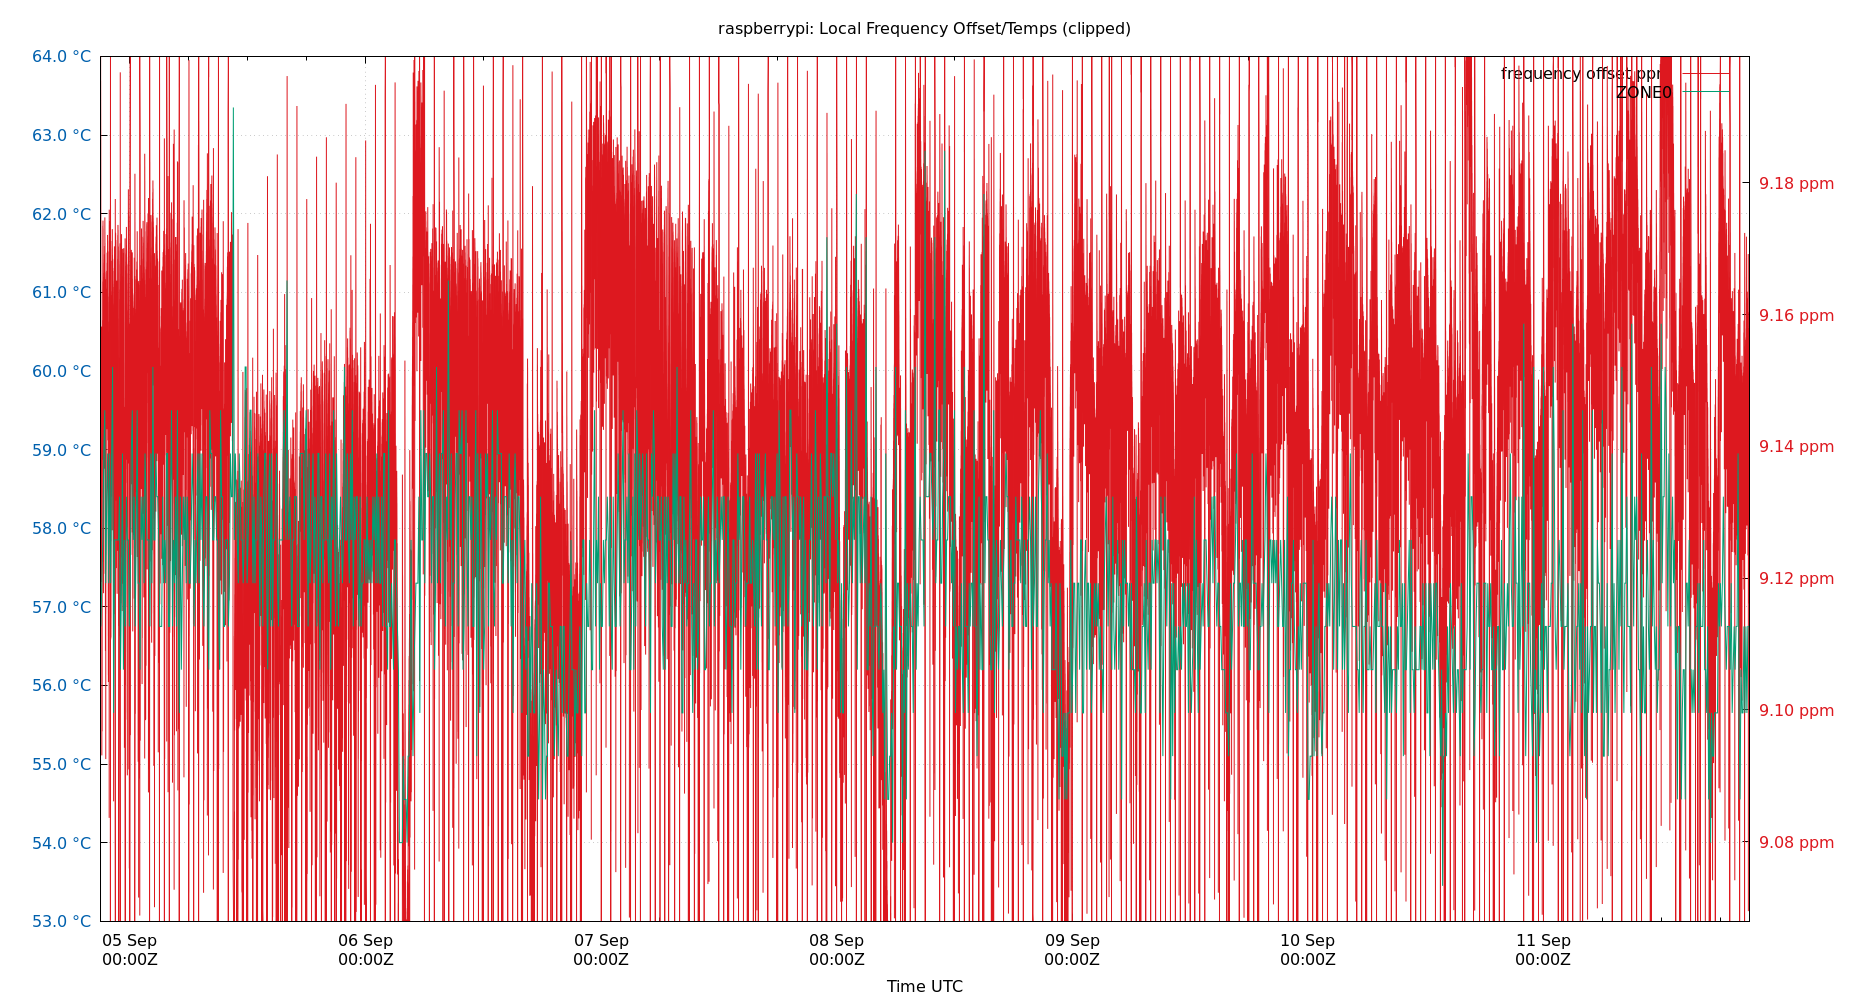 raspberrypi: Local Frequency Offset/Temps (clipped)
64.0 °C
63.0 °C
62.0 °C
61.0 °C
60.0 °C
59.0 °C
58.0 °C
57.0 °C
56.0 °C
55.0 °C
54.0 °C
53.0 °C
frequency offset ppm
ZONE0
9.18 ppm
9.16 ppm
9.14 ppm
9.12 ppm
9.10 ppm
9.08 ppm
05 Sep 06 Sep 07 Sep 08 Sep 09 Sep 10 Sep 11 Sep
00:00Z 00:00Z 00:00Z 00:00Z 00:00Z 00:00Z 00:00Z
Time UTC